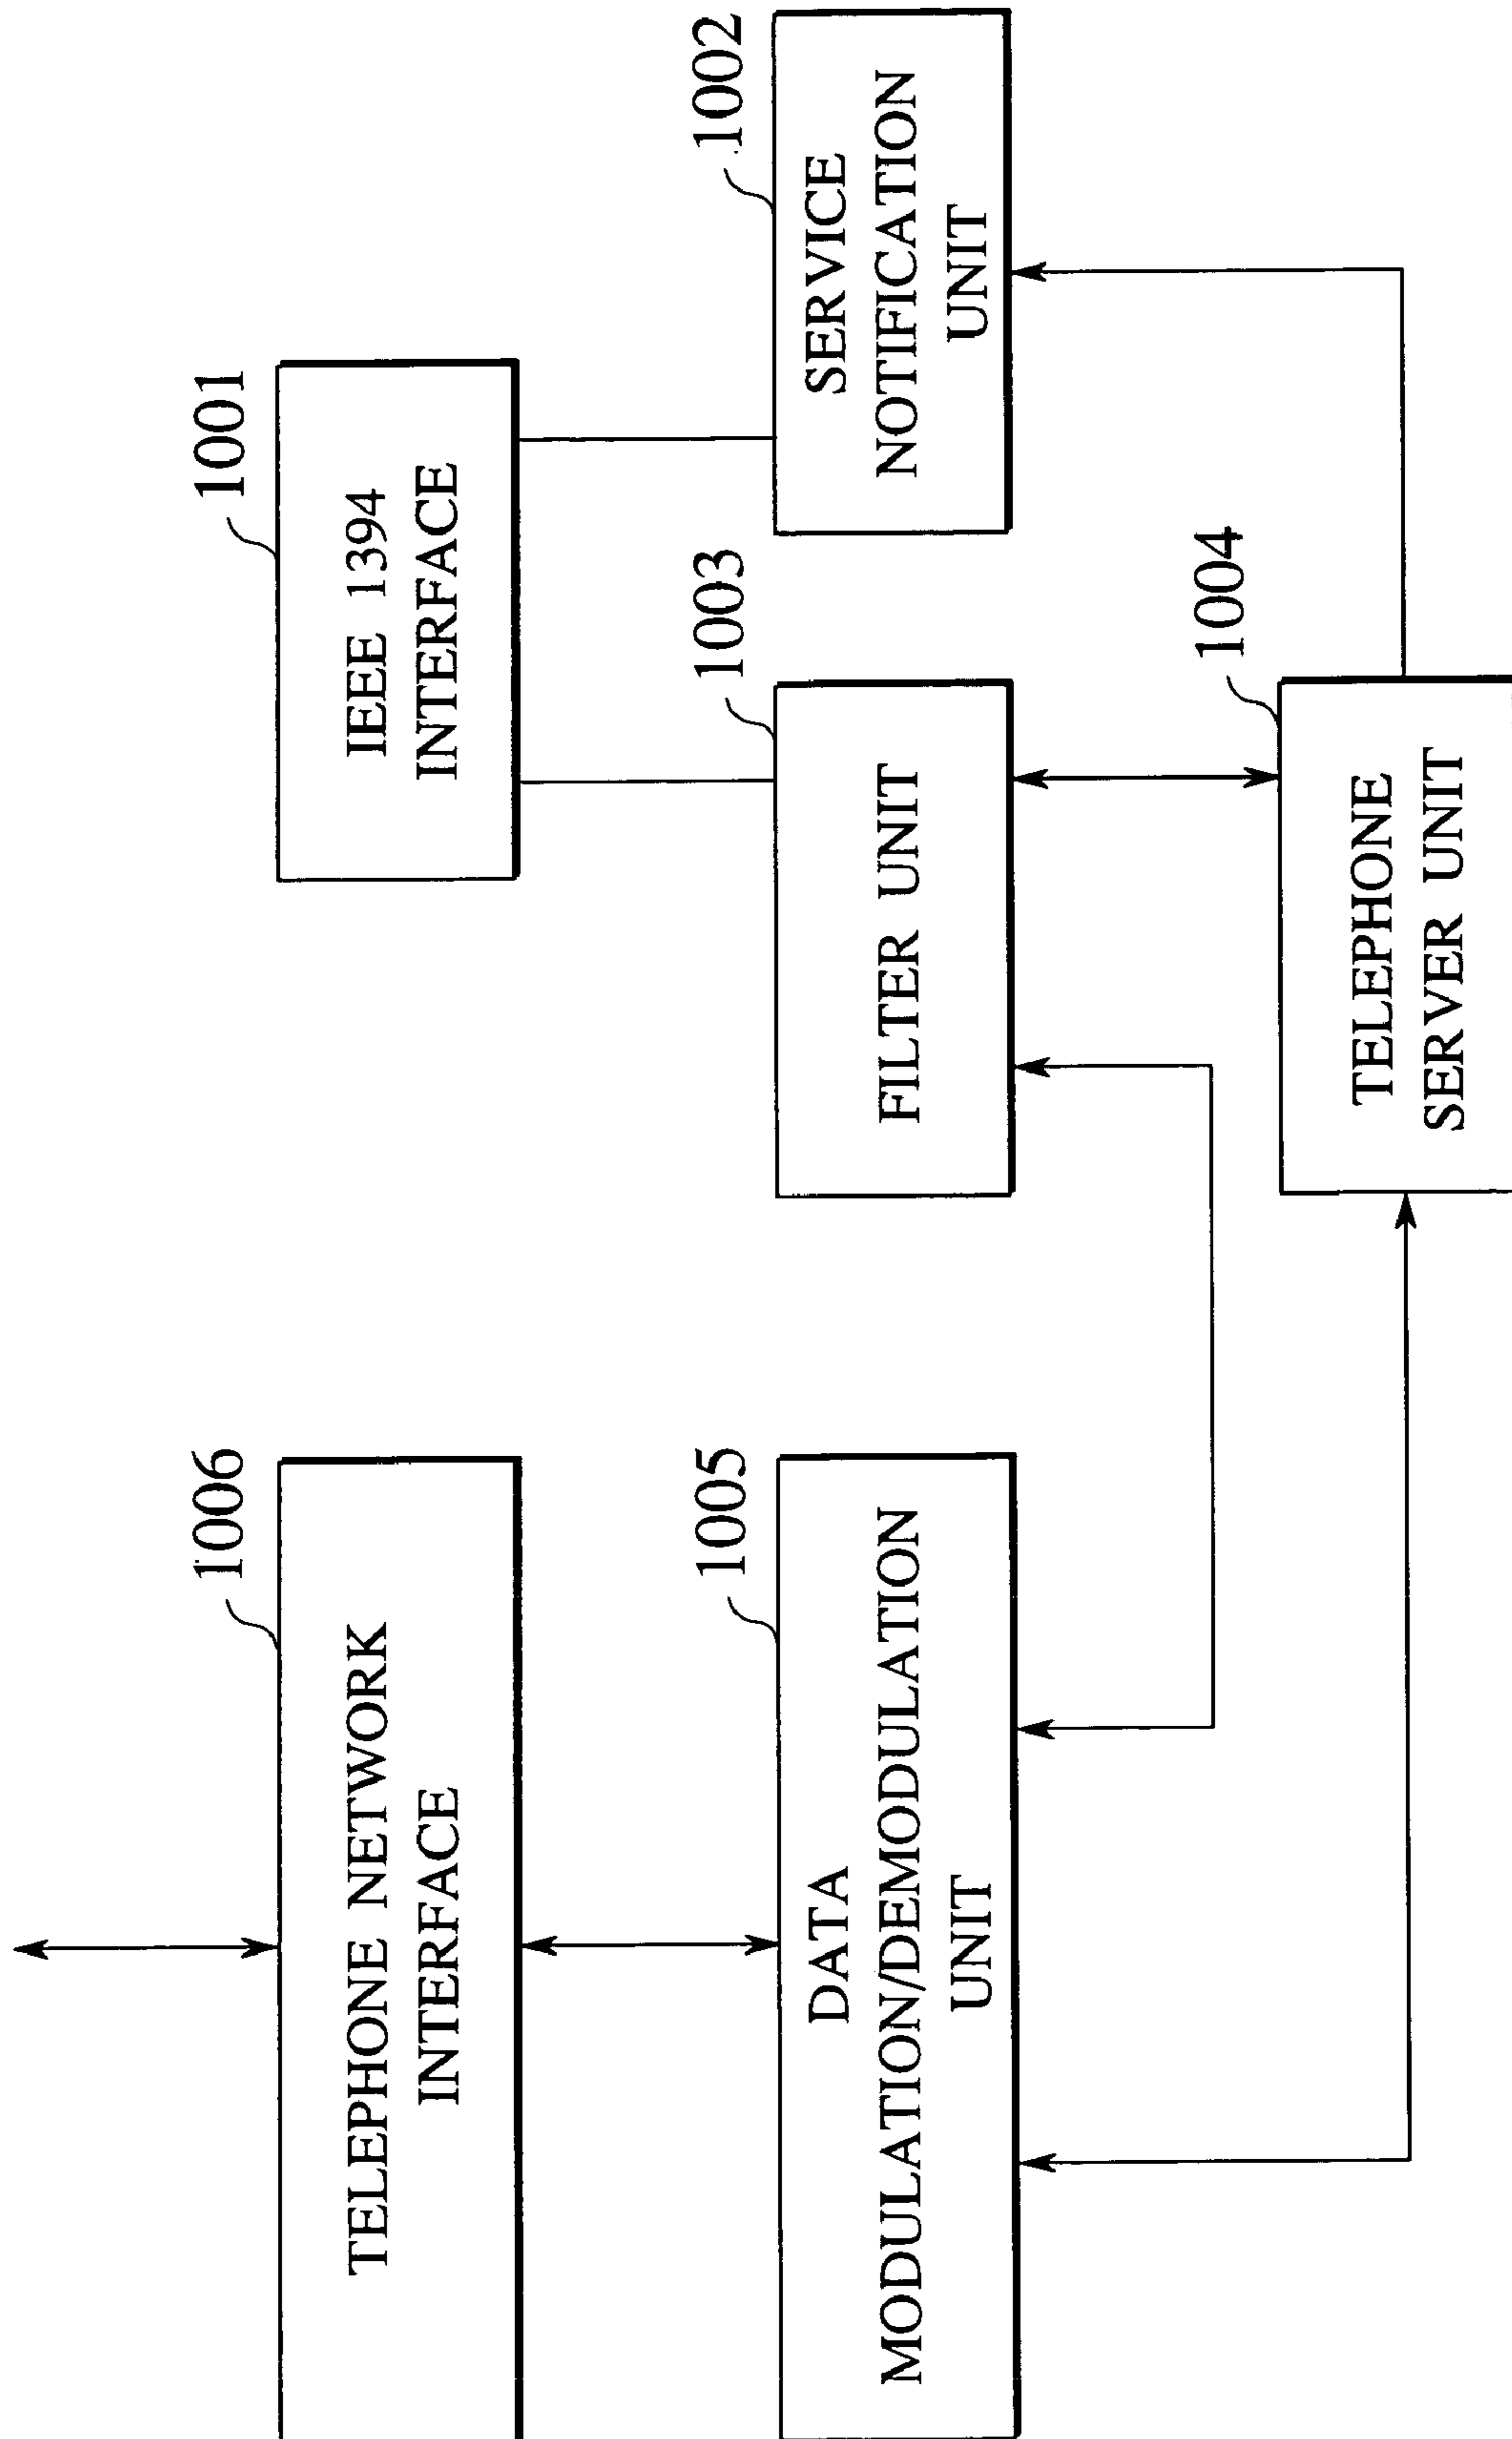 1006
TELEPHONE NETWORK
INTERFACE
1001
IEEE 1394
INTERFACE
1005
DATA
MODULATION/DEMODULATION
UNIT
1003
FILTER UNIT
1002
SERVICE
NOTIFICATION
UNIT
1004
TELEPHONE
SERVER UNIT